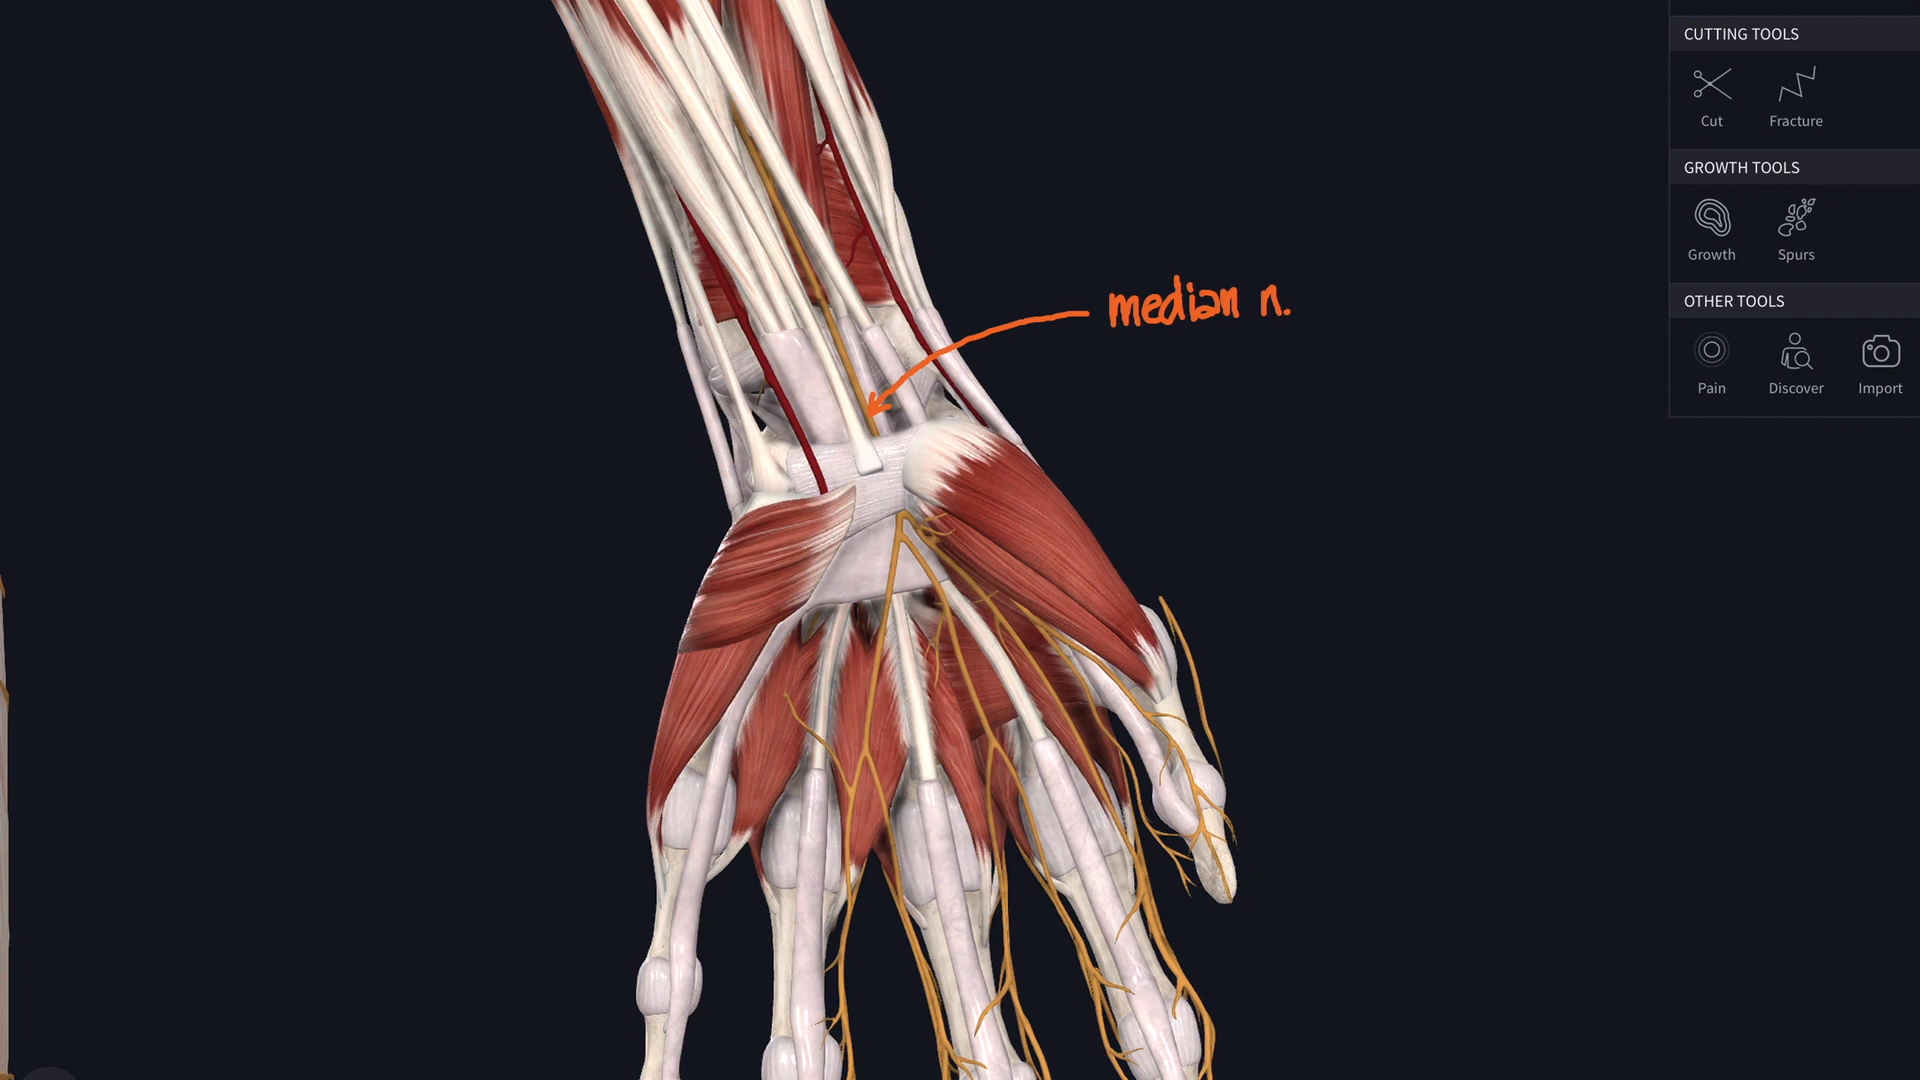 CUTTING TOOLS
Cut Fracture
GROWTH TOOLS
Growth Spurs
OTHER TOOLS
Pain Discover Import
median n.